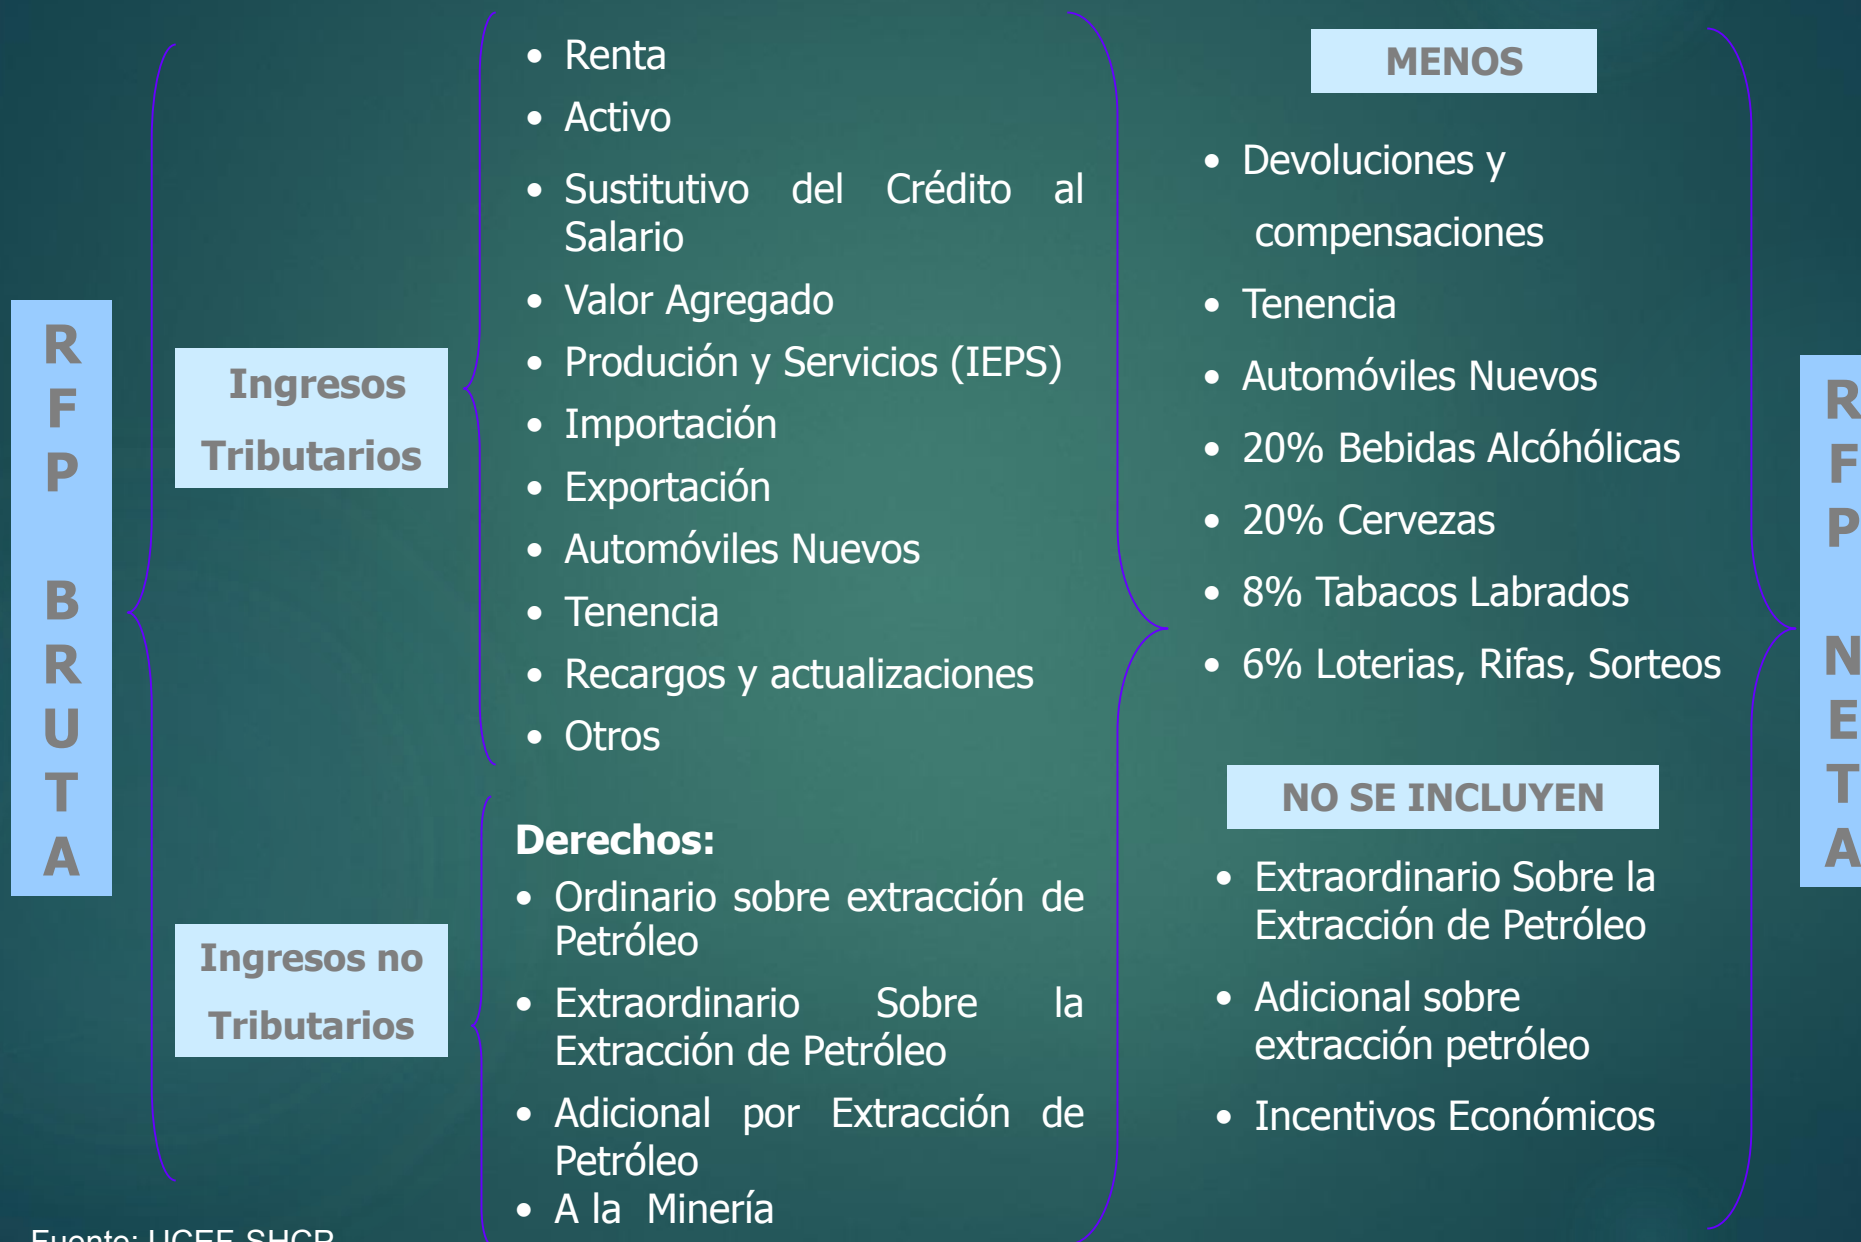 R
F
P
B
R
U
T
A
Ingresos
Tributarios
• Renta
• Activo
• Sustitutivo del Crédito al
Salario
• Valor Agregado
• Produción y Servicios (IEPS)
• Importación
• Exportación
• Automóviles Nuevos
• Tenencia
• Recargos y actualizaciones
• Otros
Ingresos no
Tributarios
Derechos:
• Ordinario sobre extracción de
Petróleo
• Extraordinario Sobre la
Extracción de Petróleo
• Adicional por Extracción de
Petróleo
• A la Minería
MENOS
• Devoluciones y
compensaciones
• Tenencia
• Automóviles Nuevos
• 20% Bebidas Alcóhólicas
• 20% Cervezas
• 8% Tabacos Labrados
• 6% Loterias, Rifas, Sorteos
NO SE INCLUYEN
• Extraordinario Sobre la
Extracción de Petróleo
• Adicional sobre
extracción petróleo
• Incentivos Económicos
R
F
P
N
E
T
A
Fuente: UCEF-SHCP